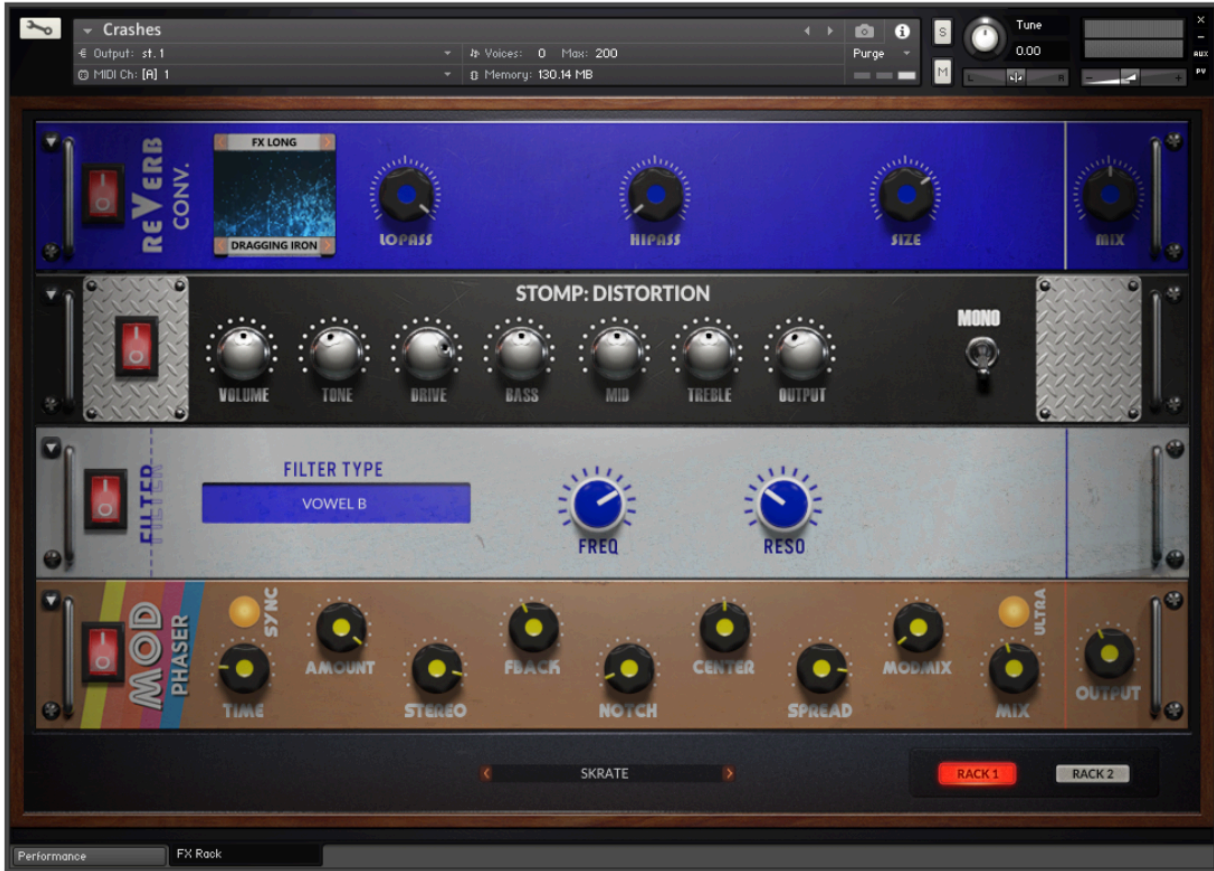 Crashes
Output: st. 1
Voices: 0 Max: 200
Purge
MIDI Ch: [A] 1
Memory: 130.14 MB
S
M
Tune
0.00
L
R
AUX
PV
REVERB
CONV.
FX LONG
DRAGGING IRON
LOPASS
HIPASS
SIZE
MIX
STOMP: DISTORTION
VOLUME
TONE
DRIVE
BASS
MID
TREBLE
OUTPUT
MONO
FILTER
FILTER
FILTER TYPE
VOWEL B
FREQ
RESO
MOD
PHASER
SYNC
TIME
AMOUNT
STEREO
FBACK
NOTCH
CENTER
SPREAD
MODMIX
ULTRA
MIX
OUTPUT
SKRATE
RACK 1
RACK 2
Performance
FX Rack